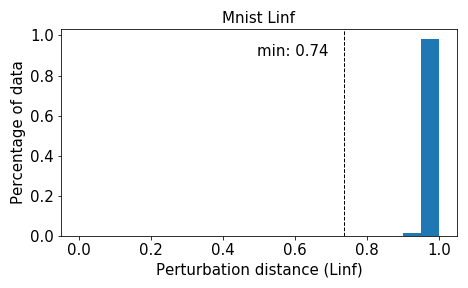 Mnist Linf
min: 0.74
Percentage of data
1.0
0.8
0.6
0.4
0.2
0.0
0.0 0.2 0.4 0.6 0.8 1.0
Perturbation distance (Linf)